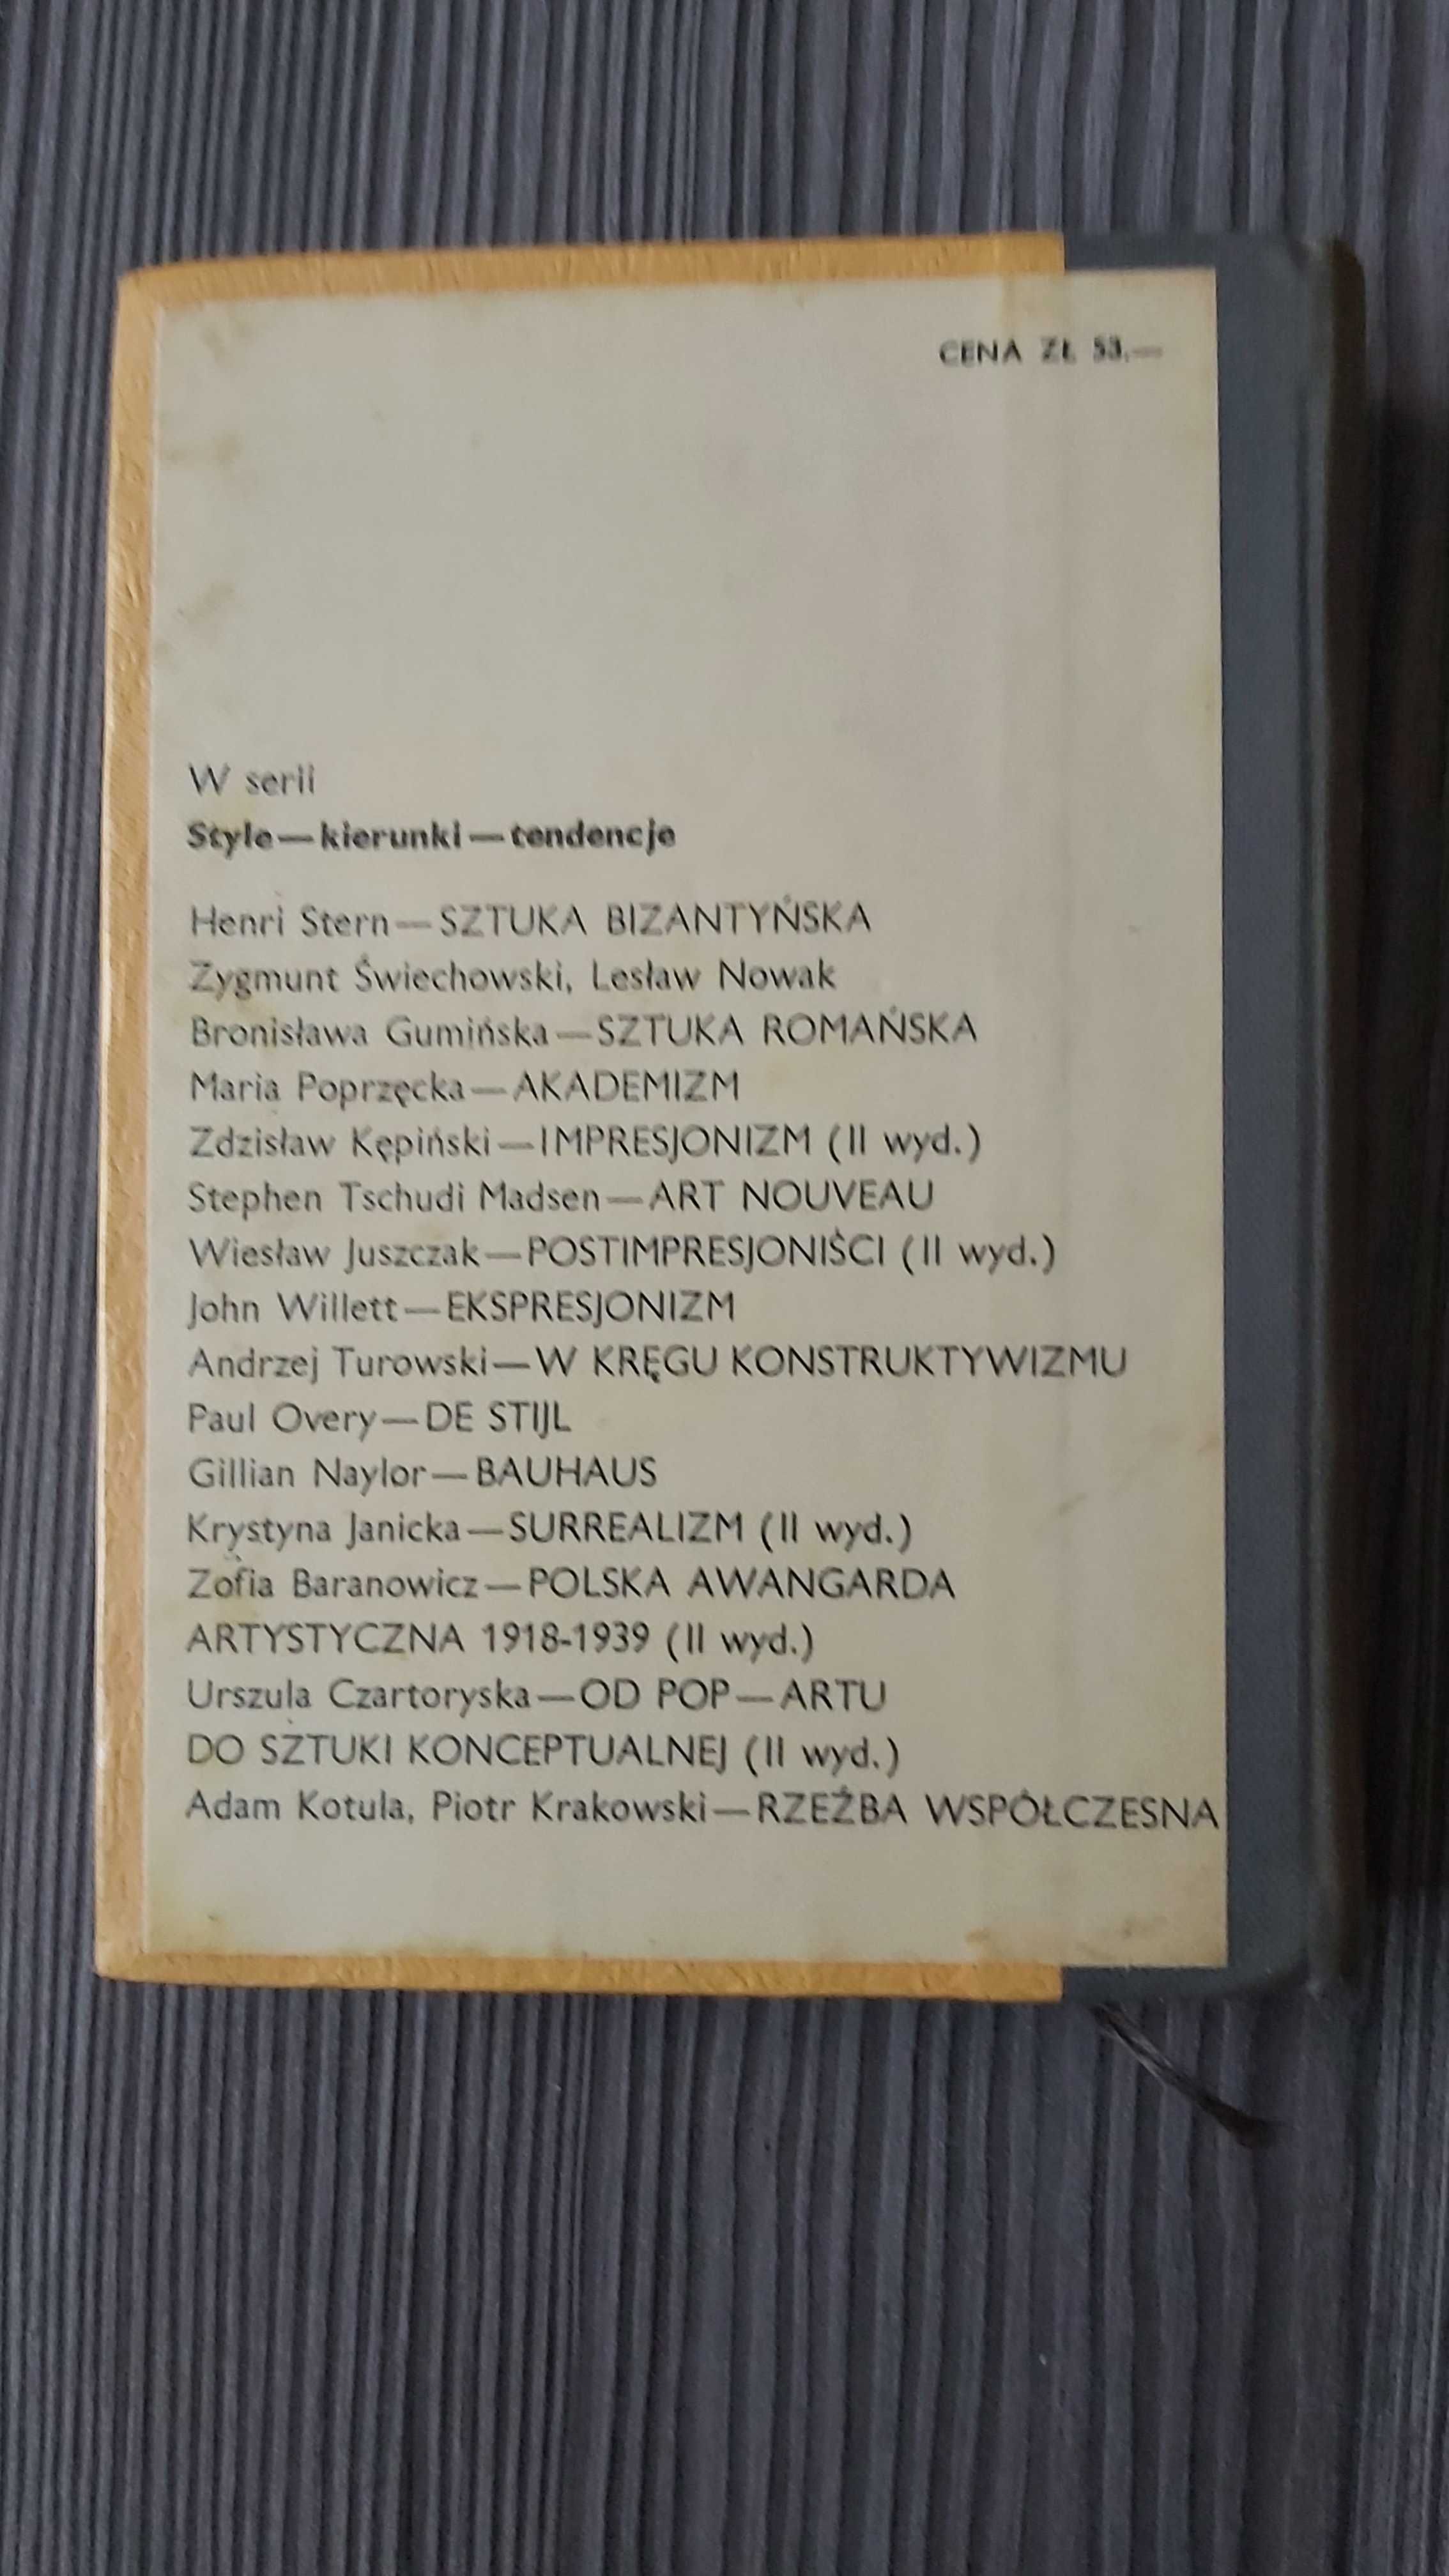 CENA ZŁ 53.—
W serii
Style—kierunki—tendencje
Henri Stern—SZTUKA BIZANTYŃSKA
Zygmunt Świechowski, Lesław Nowak
Bronisława Gumińska—SZTUKA ROMAŃSKA
Maria Poprzęcka—AKADEMIZM
Zdzisław Kępiński—IMPRESJONIZM (II wyd.)
Stephen Tschudi Madsen—ART NOUVEAU
Wiesław Juszczak—POSTIMPRESJONIŚCI (II wyd.)
John Willett—EKSPRESJONIZM
Andrzej Turowski—W KRĘGU KONSTRUKTYWIZMU
Paul Overy—DE STIJL
Gillian Naylor—BAUHAUS
Krystyna Janicka—SURREALIZM (II wyd.)
Zofia Baranowicz—POLSKA AWANGARDA
ARTYSTYCZNA 1918-1939 (II wyd.)
Urszula Czartoryska—OD POP—ARTU
DO SZTUKI KONCEPTUALNEJ (II wyd.)
Adam Kotula, Piotr Krakowski—RZEŹBA WSPÓŁCZESNA